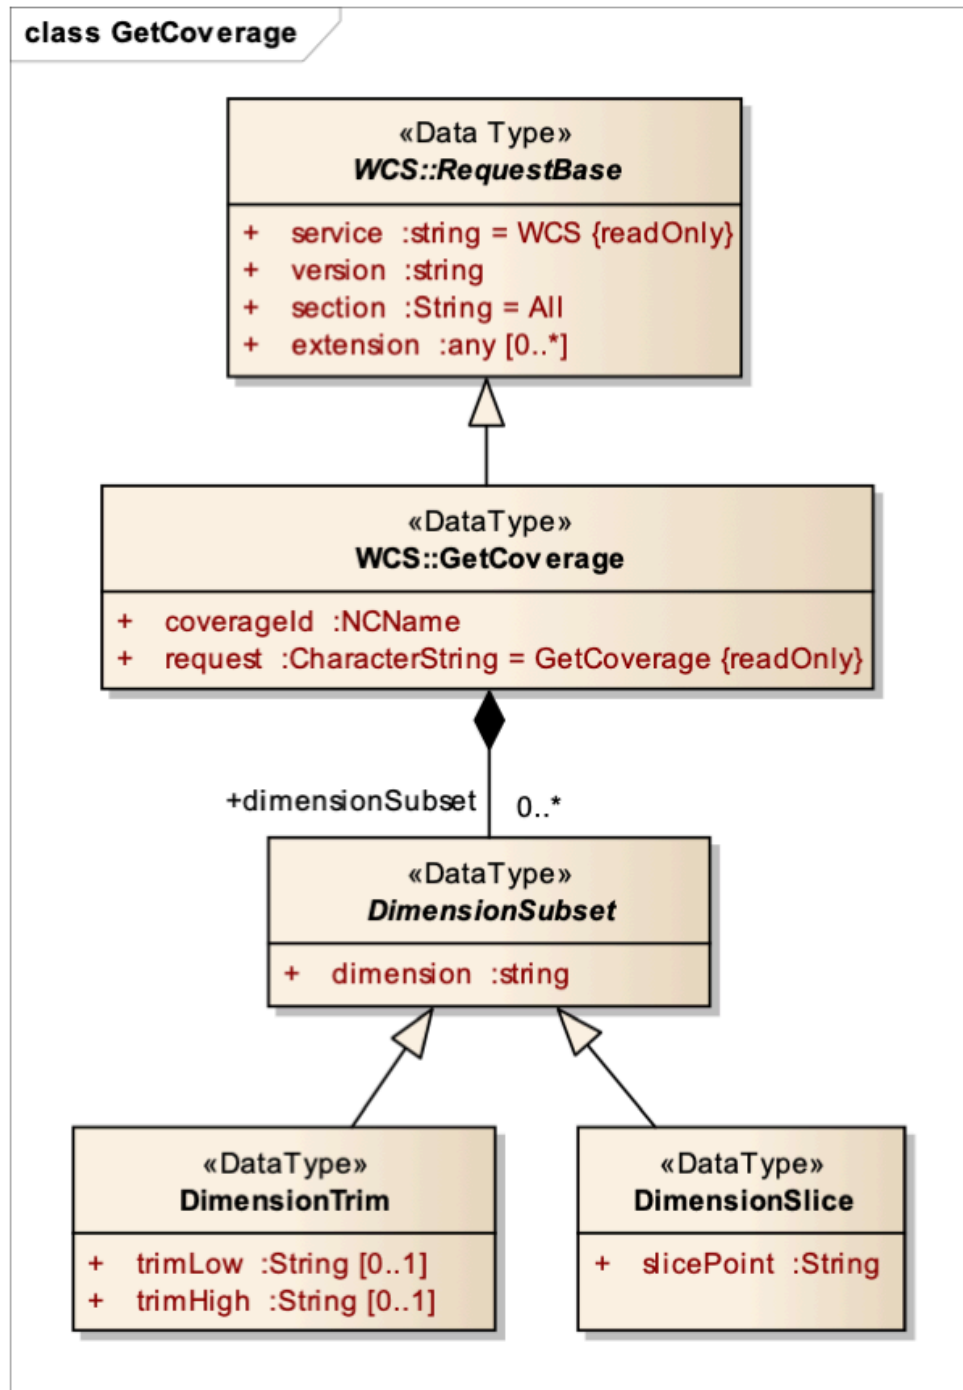 class GetCoverage
«Data Type»
WCS::RequestBase
+ service :string = WCS {readOnly}
+ version :string
+ section :String = All
+ extension :any [0..*]
«DataType»
WCS::GetCoverage
+ coverageId :NCName
+ request :CharacterString = GetCoverage {readOnly}
+dimensionSubset 0..*
«DataType»
DimensionSubset
+ dimension :string
«DataType»
DimensionTrim
+ trimLow :String [0..1]
+ trimHigh :String [0..1]
«DataType»
DimensionSlice
+ slicePoint :String